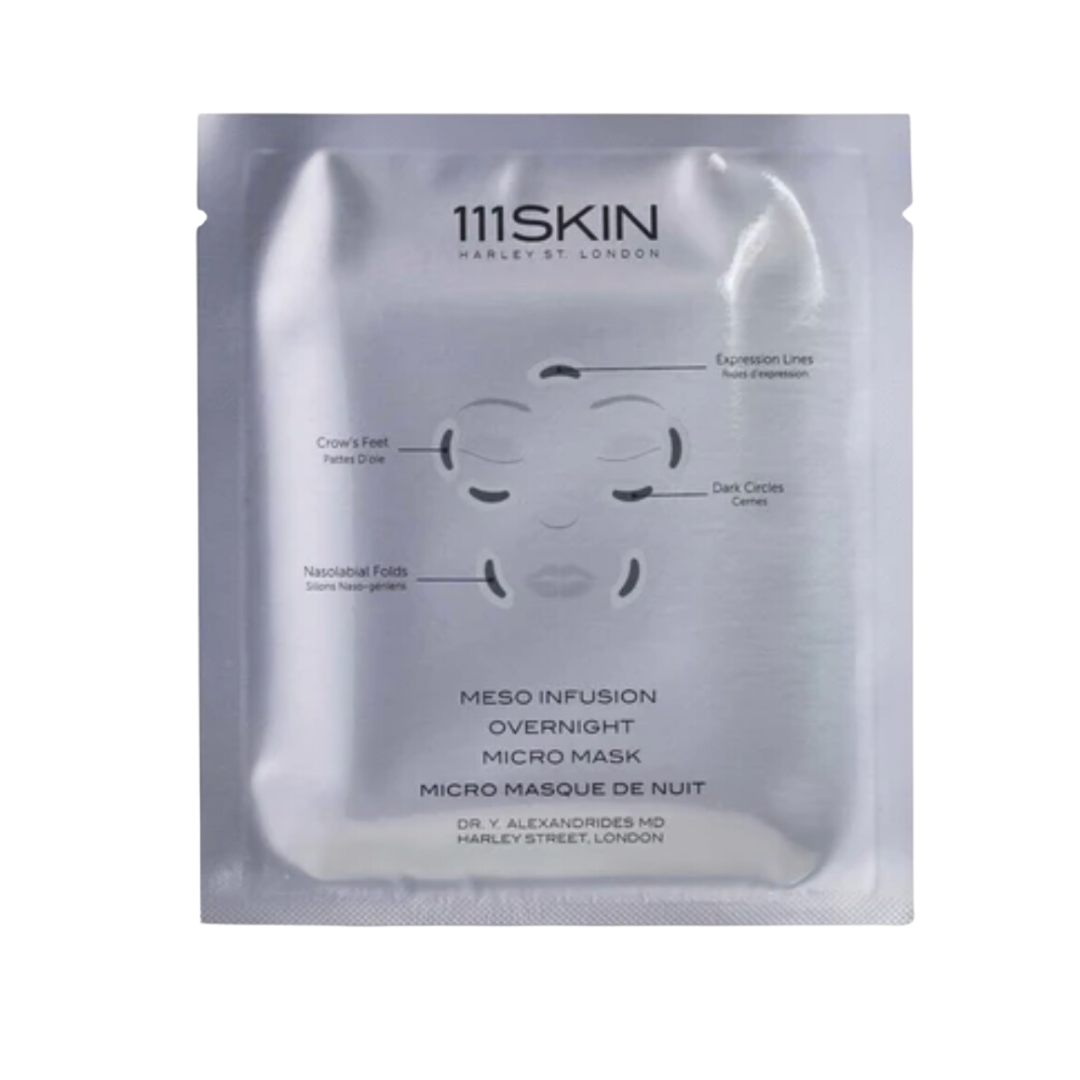 111SKIN
HARLEY ST. LONDON
Expression Lines
Rides d'expression
Crow's Feet
Pattes D'oie
Dark Circles
Cernes
Nasolabial Folds
Sillons Naso-géniens
MESO INFUSION
OVERNIGHT
MICRO MASK
MICRO MASQUE DE NUIT
DR. Y. ALEXANDRIDES MD
HARLEY STREET, LONDON